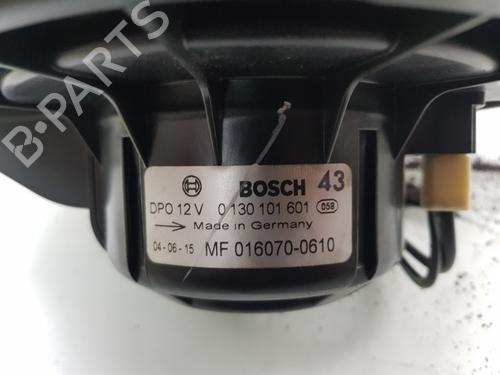 B-PARTS
BOSCH 43
DPO 12 V 0 130 101 601 058
Made in Germany
04-06-15 MF 016070-0610